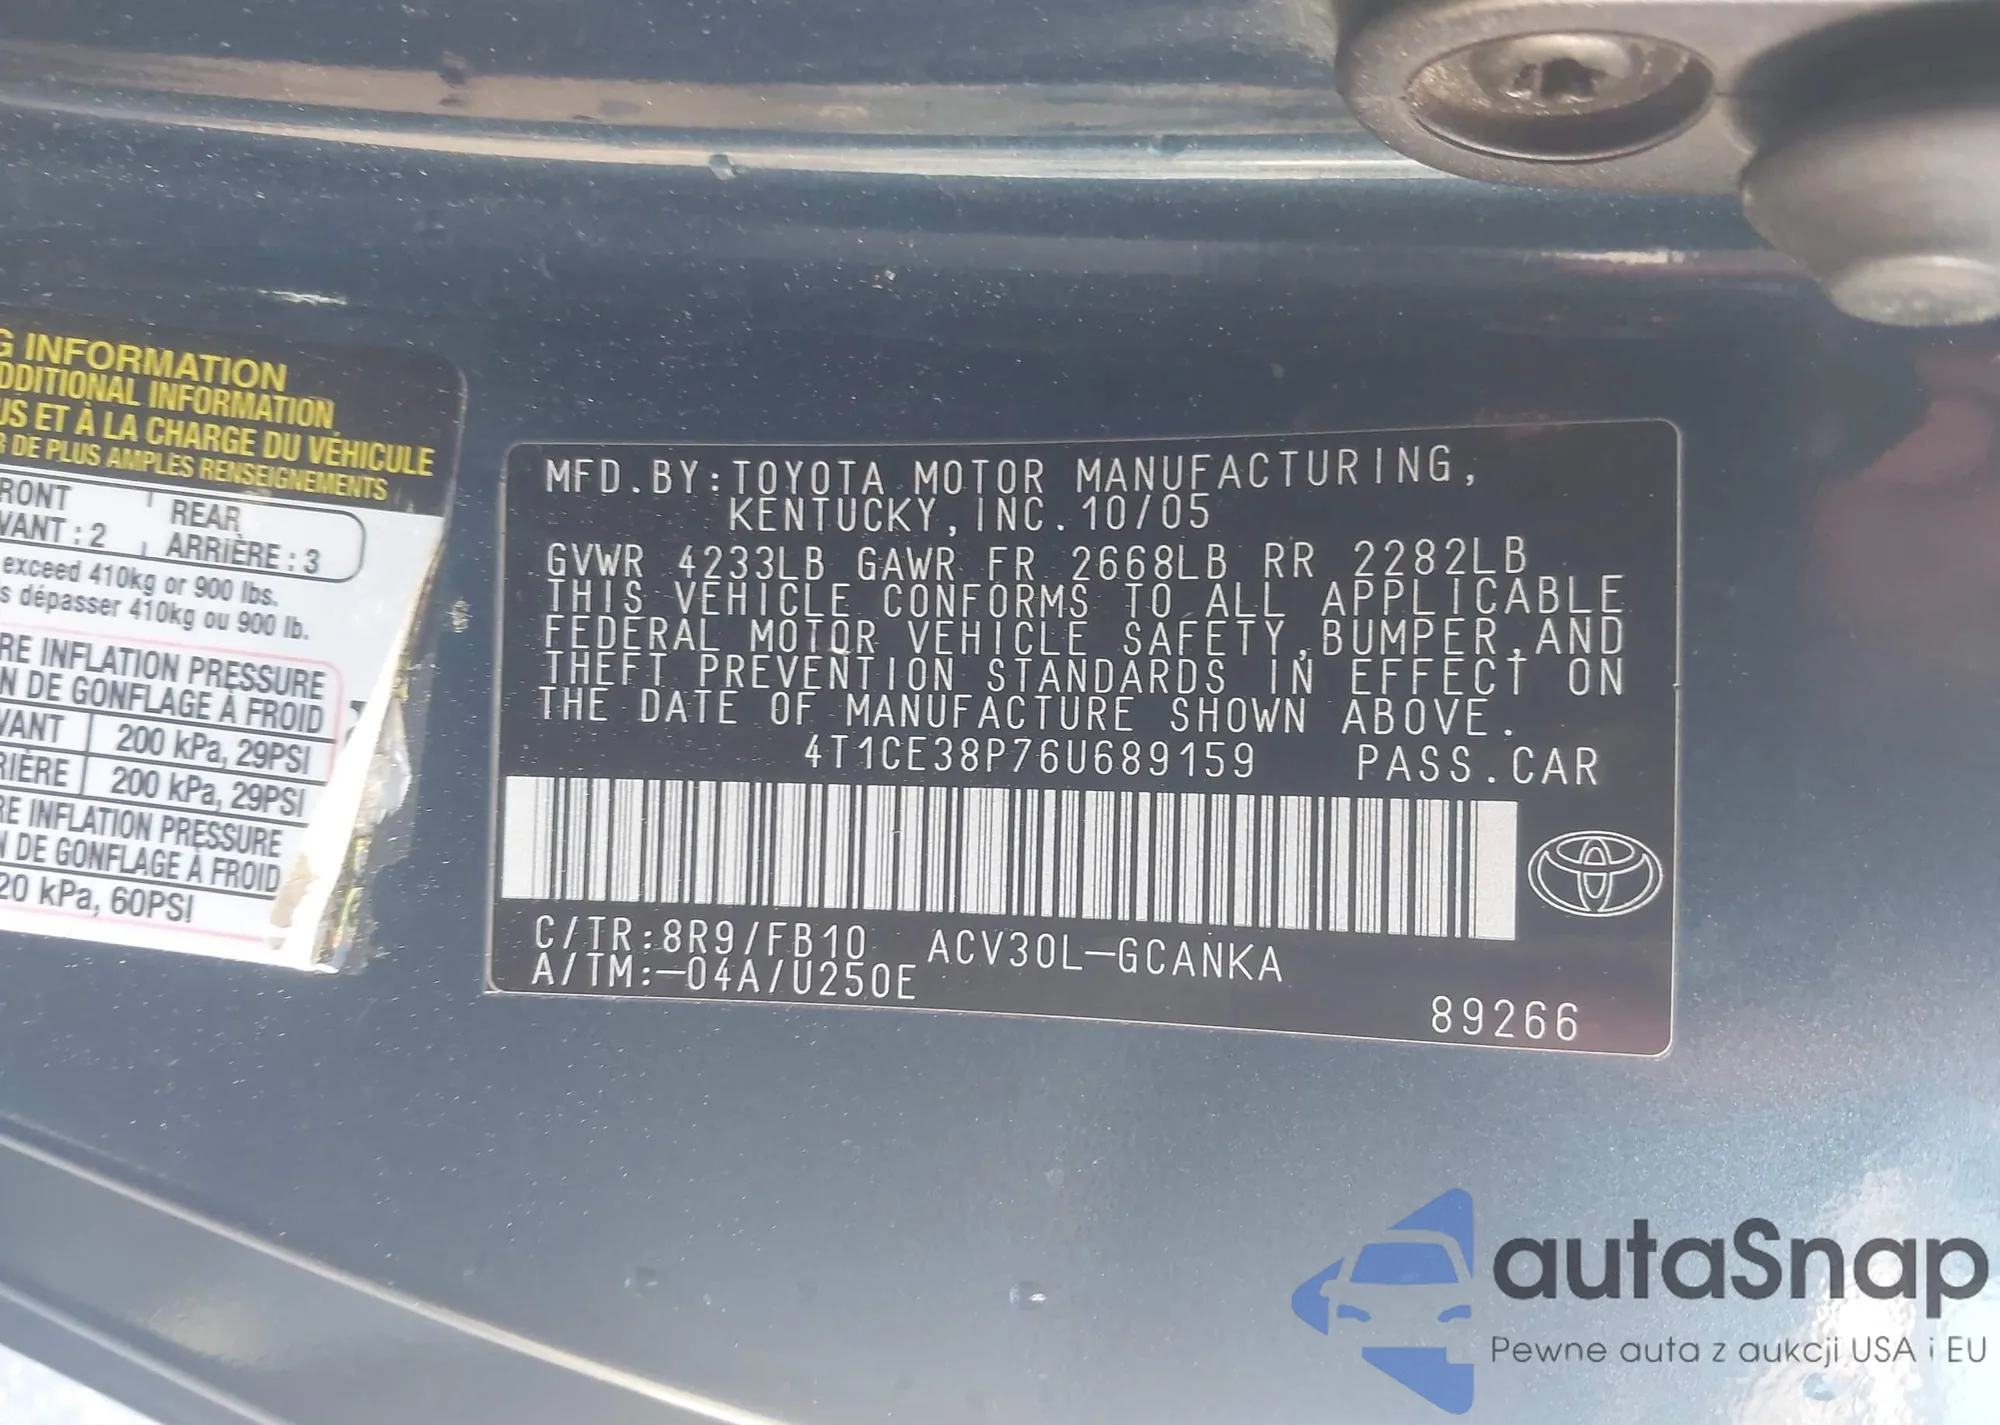 G INFORMATION
DDITIONAL INFORMATION
US ET À LA CHARGE DU VÉHICULE
R DE PLUS AMPLES RENSEIGNEMENTS
RONT
VANT : 2
REAR
ARRIÈRE : 3
exceed 410kg or 900 lbs.
s dépasser 410kg ou 900 lb.
RE INFLATION PRESSURE
N DE GONFLAGE À FROID
VANT 200 kPa, 29PSI
RIÈRE 200 kPa, 29PSI
RE INFLATION PRESSURE
N DE GONFLAGE À FROID
20 kPa, 60PSI
MFD.BY:TOYOTA MOTOR MANUFACTURING,
KENTUCKY,INC.10/05
GVWR 4233LB GAWR FR 2668LB RR 2282LB
THIS VEHICLE CONFORMS TO ALL APPLICABLE
FEDERAL MOTOR VEHICLE SAFETY,BUMPER,AND
THEFT PREVENTION STANDARDS IN EFFECT ON
THE DATE OF MANUFACTURE SHOWN ABOVE.
4T1CE38P76U689159 PASS.CAR
C/TR:8R9/FB10 ACV30L-GCANKA
A/TM:-04A/U250E
89266
autaSnap
Pewne auta z aukcji USA i EU